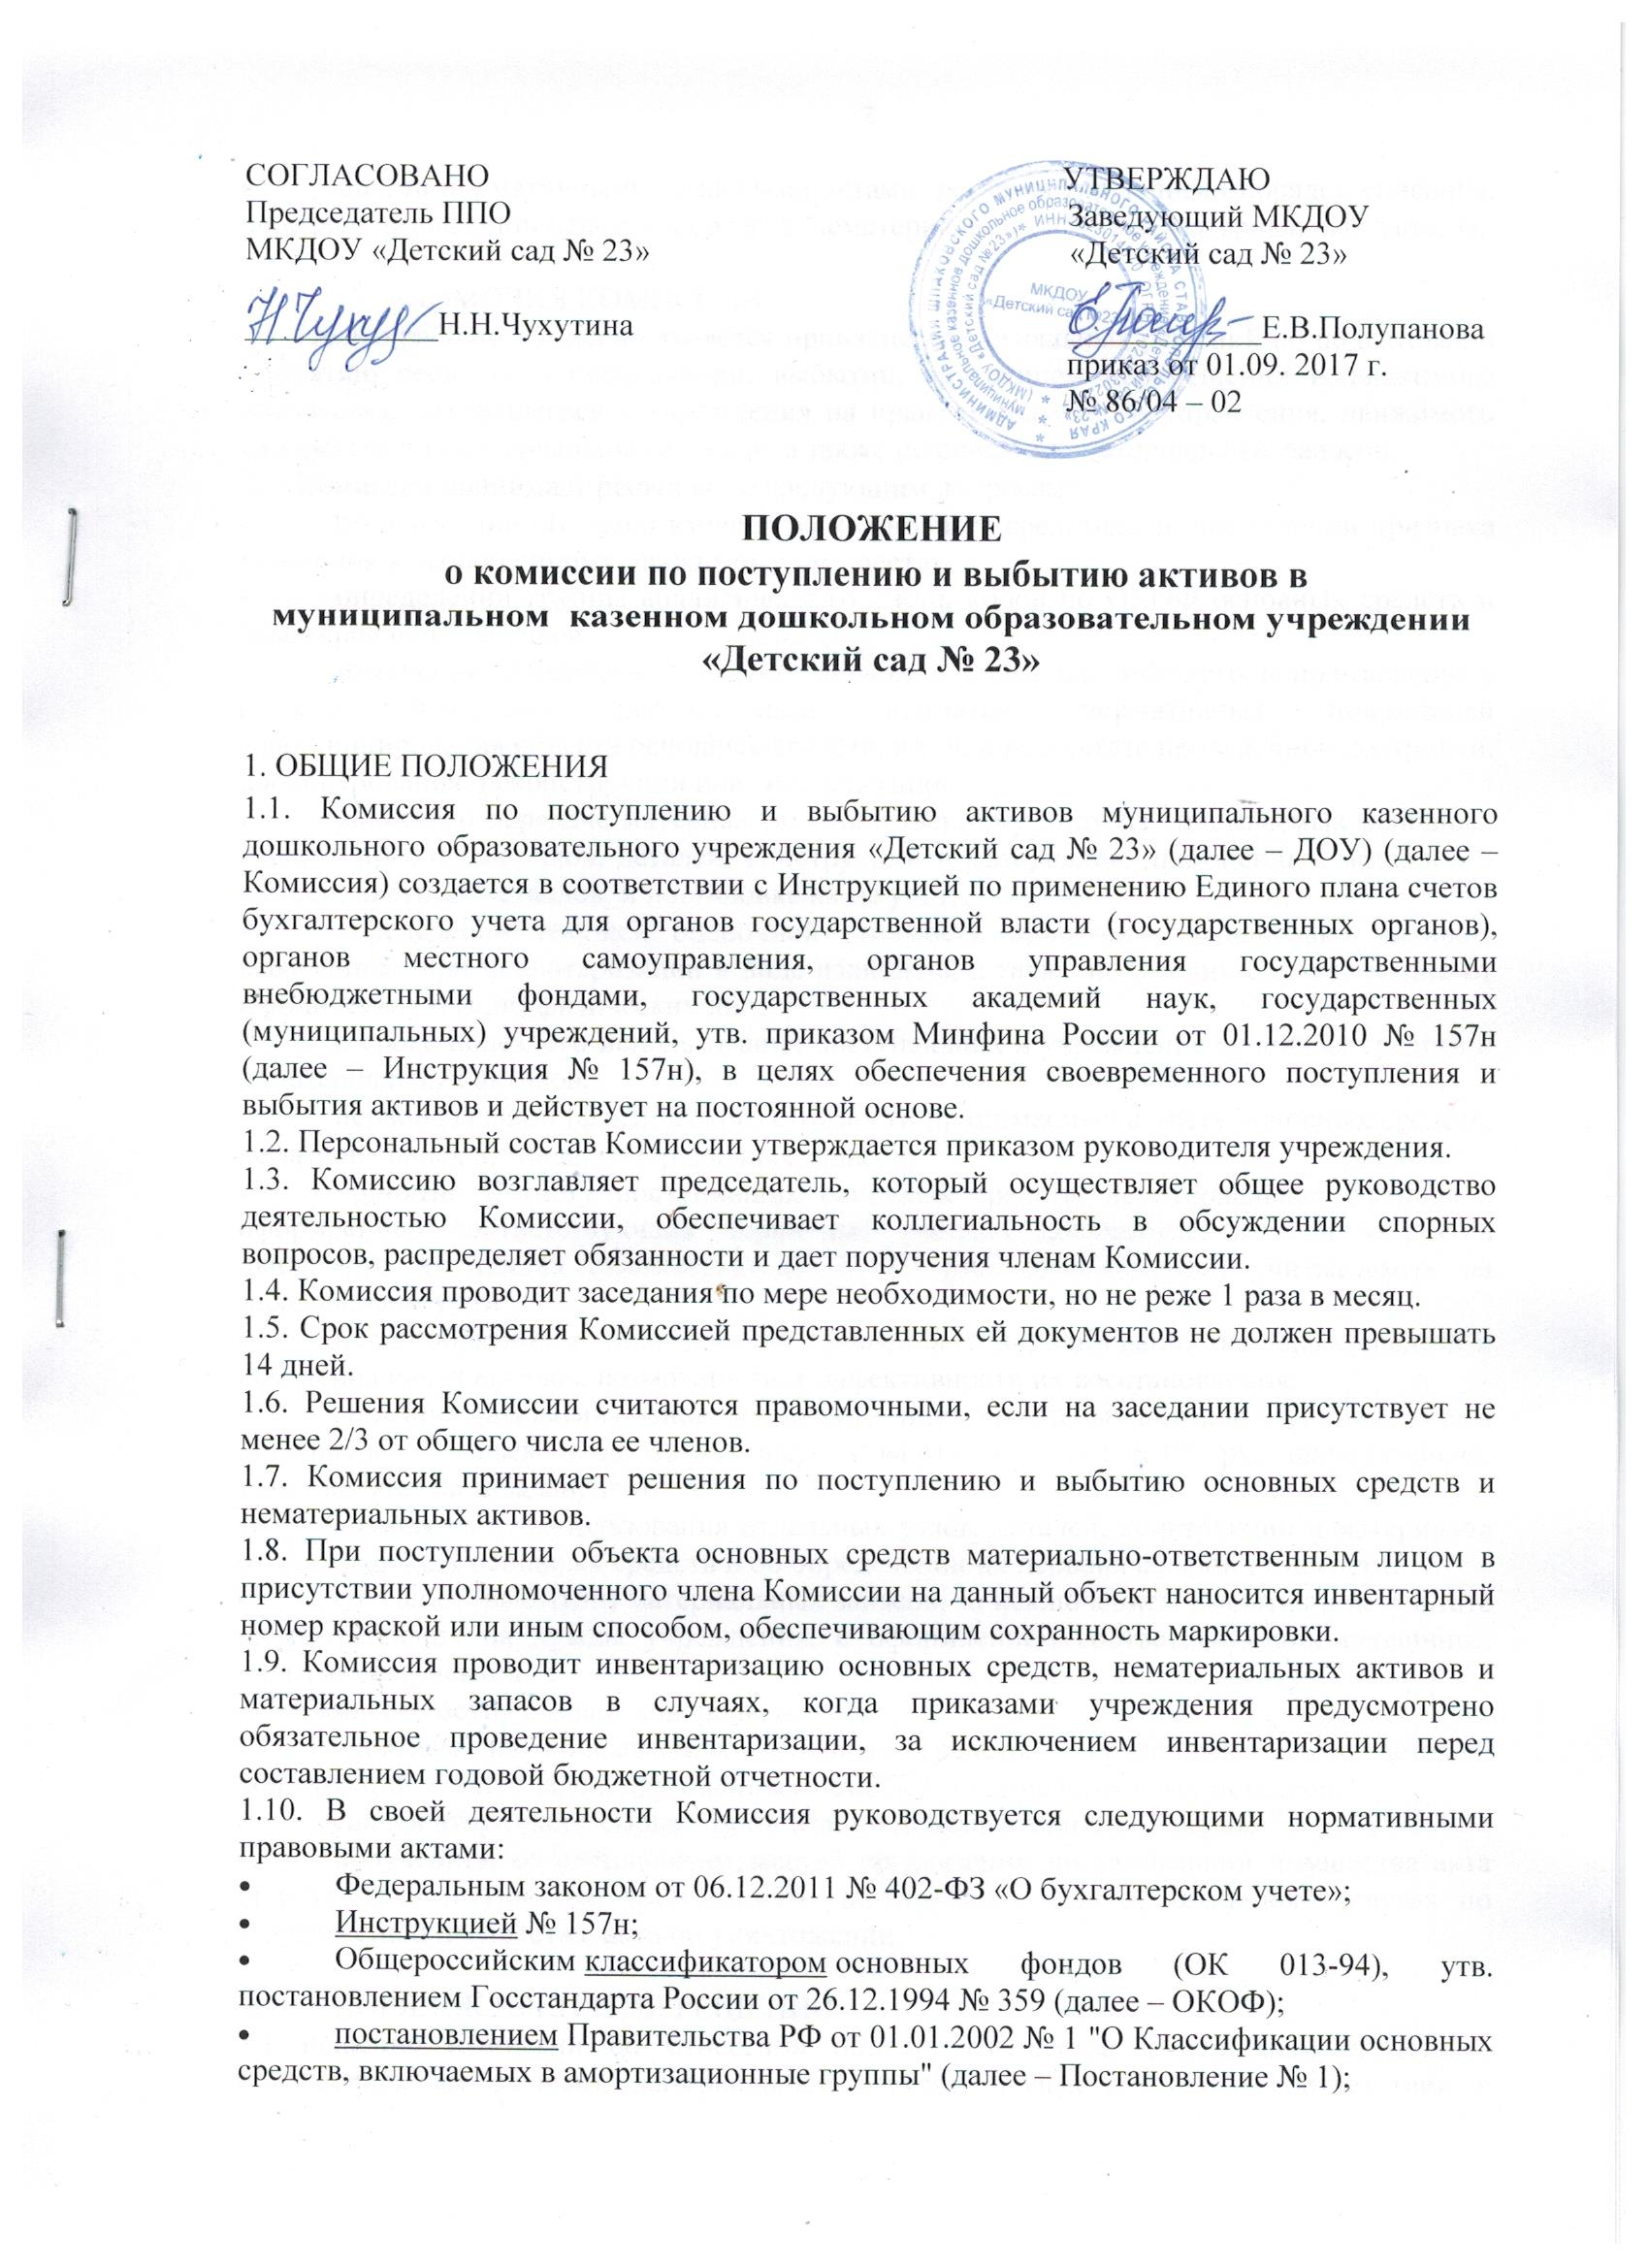 СОГЛАСОВАНО
Председатель ППО
МКДОУ «Детский сад № 23»
Н.Н.Чухутина
УТВЕРЖДАЮ
Заведующий МКДОУ
«Детский сад № 23»
Е.В.Полупанова
приказ от 01.09. 2017 г.
№ 86/04 – 02
МКДОУ
«Детский сад №23»
ПОЛОЖЕНИЕ
о комиссии по поступлению и выбытию активов в
муниципальном казенном дошкольном образовательном учреждении
«Детский сад № 23»
1. ОБЩИЕ ПОЛОЖЕНИЯ
1.1. Комиссия по поступлению и выбытию активов муниципального казенного
дошкольного образовательного учреждения «Детский сад № 23» (далее – ДОУ) (далее –
Комиссия) создается в соответствии с Инструкцией по применению Единого плана счетов
бухгалтерского учета для органов государственной власти (государственных органов),
органов местного самоуправления, органов управления государственными
внебюджетными фондами, государственных академий наук, государственных
(муниципальных) учреждений, утв. приказом Минфина России от 01.12.2010 № 157н
(далее – Инструкция № 157н), в целях обеспечения своевременного поступления и
выбытия активов и действует на постоянной основе.
1.2. Персональный состав Комиссии утверждается приказом руководителя учреждения.
1.3. Комиссию возглавляет председатель, который осуществляет общее руководство
деятельностью Комиссии, обеспечивает коллегиальность в обсуждении спорных
вопросов, распределяет обязанности и дает поручения членам Комиссии.
1.4. Комиссия проводит заседания по мере необходимости, но не реже 1 раза в месяц.
1.5. Срок рассмотрения Комиссией представленных ей документов не должен превышать
14 дней.
1.6. Решения Комиссии считаются правомочными, если на заседании присутствует не
менее 2/3 от общего числа ее членов.
1.7. Комиссия принимает решения по поступлению и выбытию основных средств и
нематериальных активов.
1.8. При поступлении объекта основных средств материально-ответственным лицом в
присутствии уполномоченного члена Комиссии на данный объект наносится инвентарный
номер краской или иным способом, обеспечивающим сохранность маркировки.
1.9. Комиссия проводит инвентаризацию основных средств, нематериальных активов и
материальных запасов в случаях, когда приказами учреждения предусмотрено
обязательное проведение инвентаризации, за исключением инвентаризации перед
составлением годовой бюджетной отчетности.
1.10. В своей деятельности Комиссия руководствуется следующими нормативными
правовыми актами:
• Федеральным законом от 06.12.2011 № 402-ФЗ «О бухгалтерском учете»;
• Инструкцией № 157н;
• Общероссийским классификатором основных фондов (ОК 013-94), утв.
постановлением Госстандарта России от 26.12.1994 № 359 (далее – ОКОФ);
• постановлением Правительства РФ от 01.01.2002 № 1 "О Классификации основных
средств, включаемых в амортизационные группы" (далее – Постановление № 1);